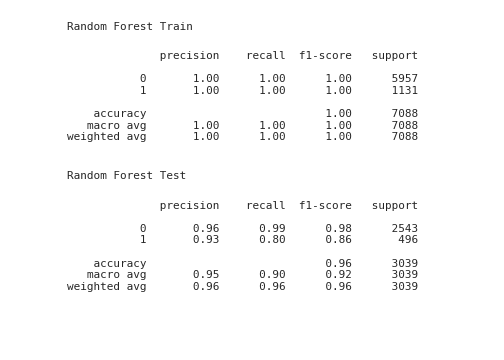 Random Forest Train
precision recall f1-score support
0 1.00 1.00 1.00 5957
1 1.00 1.00 1.00 1131
accuracy 1.00 7088
macro avg 1.00 1.00 1.00 7088
weighted avg 1.00 1.00 1.00 7088
Random Forest Test
precision recall f1-score support
0 0.96 0.99 0.98 2543
1 0.93 0.80 0.86 496
accuracy 0.96 3039
macro avg 0.95 0.90 0.92 3039
weighted avg 0.96 0.96 0.96 3039